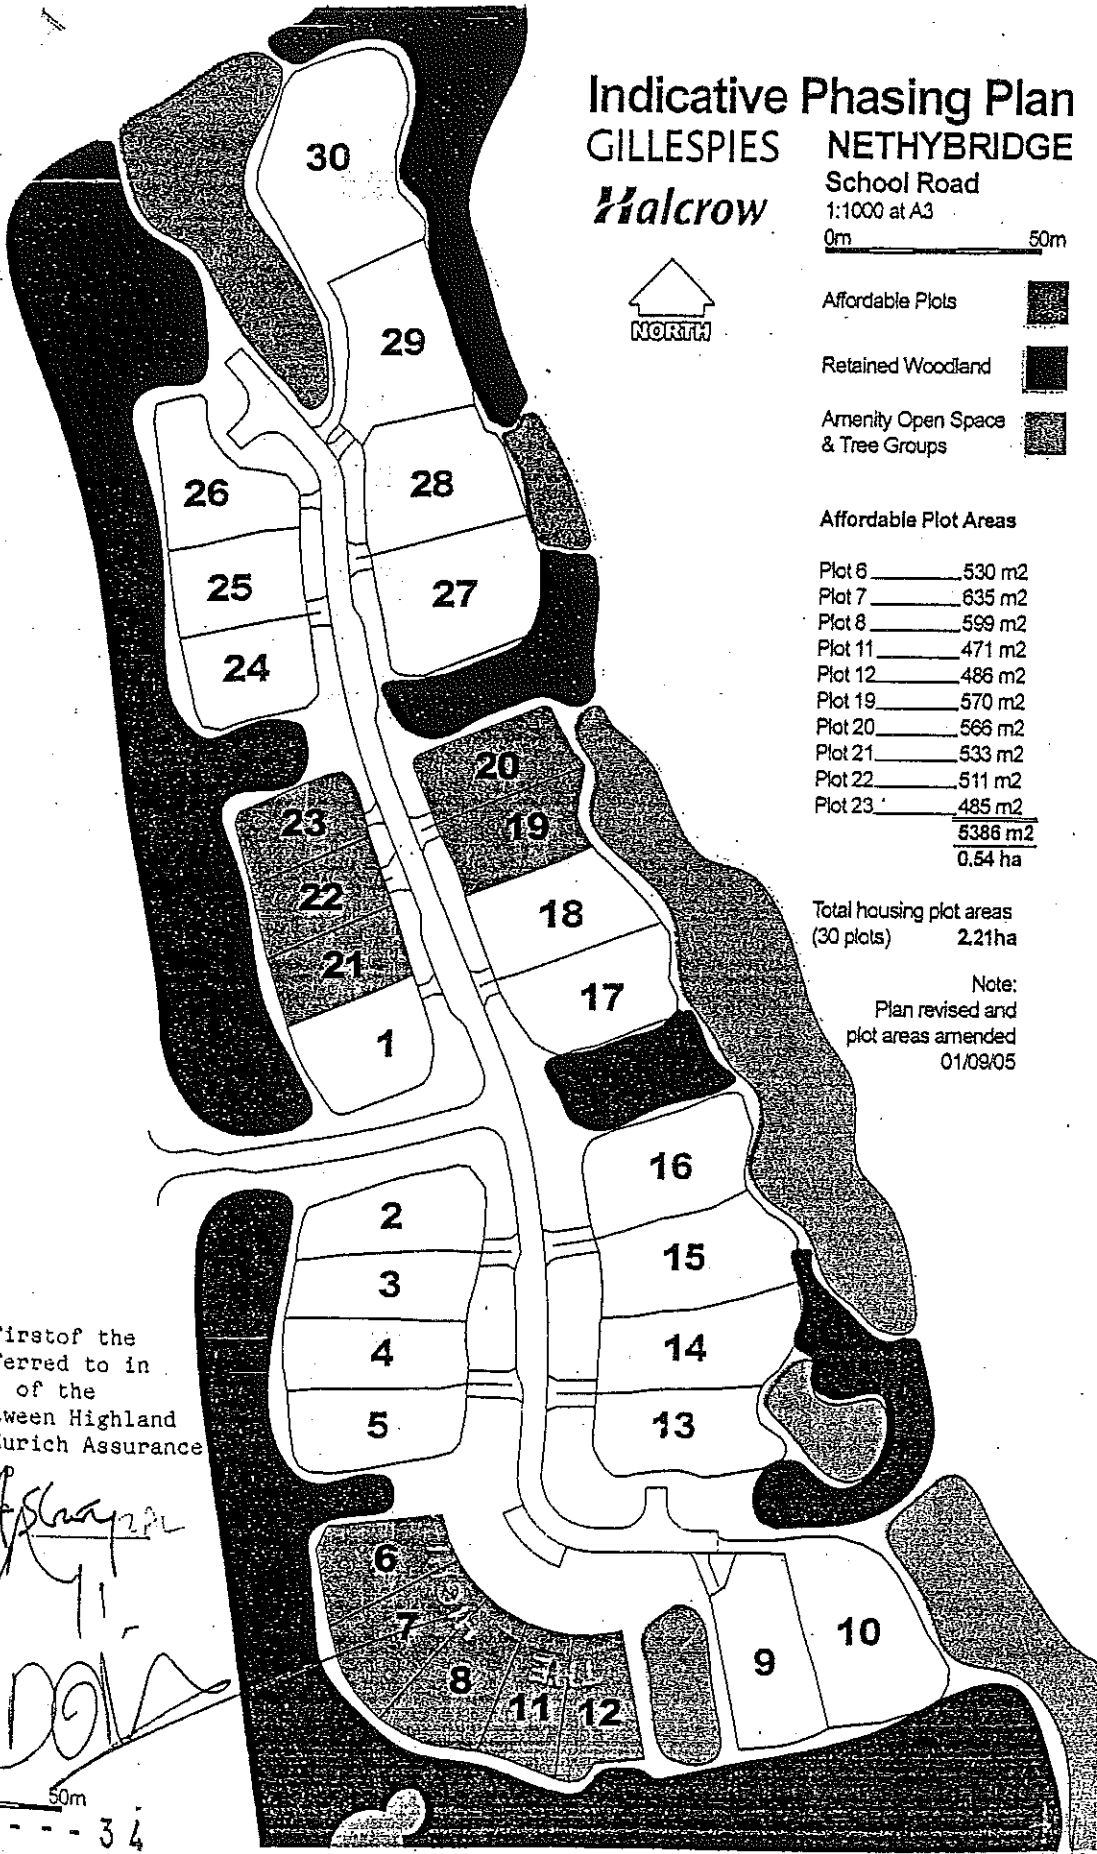 Indicative Phasing Plan
GILLESPIES NETHYBRIDGE
Halcrow
School Road
1:1000 at A3
0m 50m
NORTH
Affordable Plots
Retained Woodland
Amenity Open Space
& Tree Groups
Affordable Plot Areas
Plot 6 530 m2
Plot 7 635 m2
Plot 8 599 m2
Plot 11 471 m2
Plot 12 486 m2
Plot 19 570 m2
Plot 20 566 m2
Plot 21 533 m2
Plot 22 511 m2
Plot 23 485 m2
5386 m2
0.54 ha
Total housing plot areas
(30 plots) 2.21ha
Note:
Plan revised and
plot areas amended
01/09/05
30
29
28
26
25
27
24
20
23
19
22
18
21
17
1
16
2
15
3
14
4
13
5
6
7
10
9
8
11
12
irstof the
erred to in
of the
ween Highland
urich Assurance
50m
- - - 34